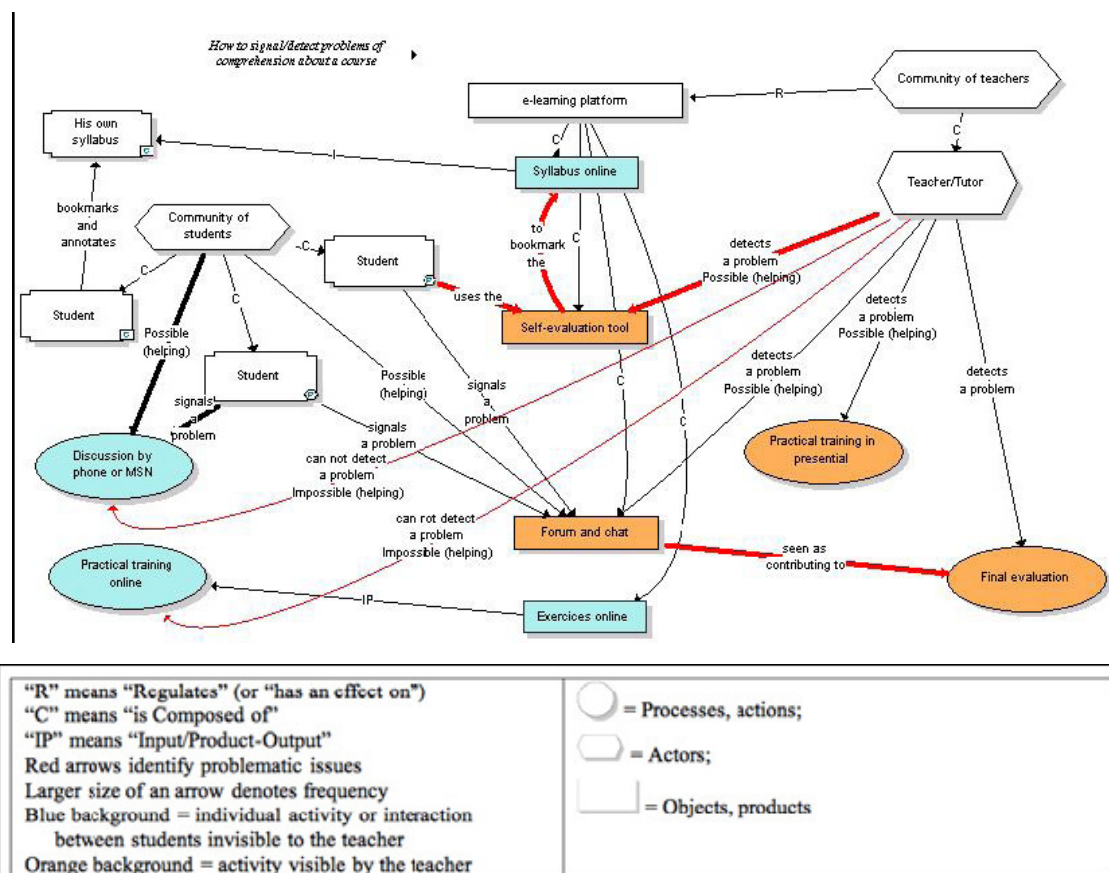 How to signal/detect problems of
comprehension about a course
Community of teachers
e-learning platform
R
His own
syllabus
C
C
I
Syllabus online
Teacher/Tutor
bookmarks
and
annotates
Community of
students
to
bookmark
the
C
C
Student
C
C
detects
a problem
Possible (helping)
uses the
Student
Self-evaluation tool
detects
a problem
Possible (helping)
Possible
(helping)
Student
detects
a problem
Possible (helping)
detects
a problem
Possible
(helping)
signals
a
problem
C
C
signals
a
problem
signals
a problem
Practical training in
presential
Discussion by
phone or MSN
can not detect
a problem
Impossible (helping)
can not detect
a problem
Impossible (helping)
Forum and chat
seen as
contributing to
Practical training
online
Final evaluation
IP
Exercices online
"R" means "Regulates" (or "has an effect on")
"C" means "is Composed of"
"IP" means "Input/Product-Output"
Red arrows identify problematic issues
Larger size of an arrow denotes frequency
Blue background = individual activity or interaction
between students invisible to the teacher
Orange background = activity visible by the teacher
= Processes, actions;
= Actors;
= Objects, products